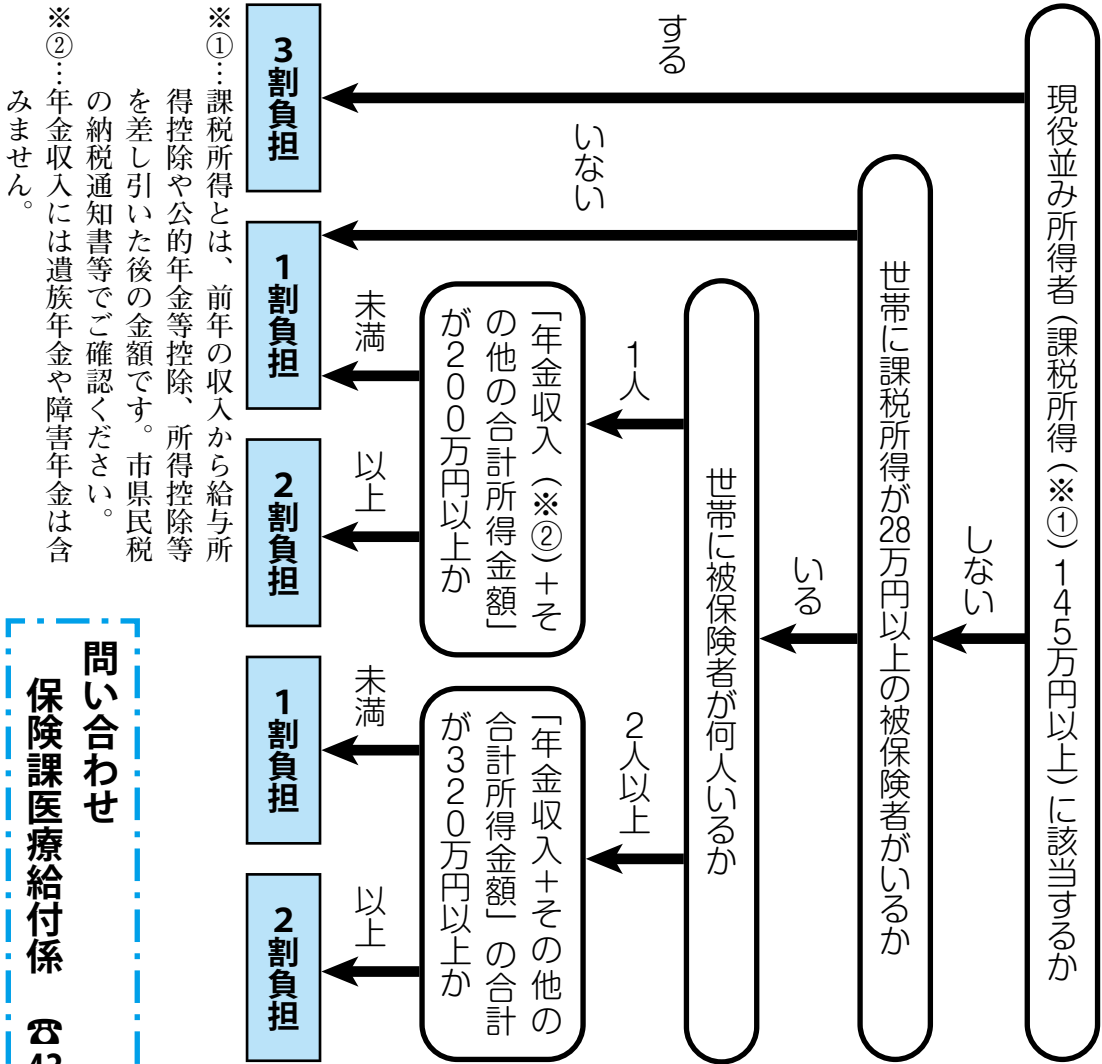 現役並み所得者(課税所得(※①)145万円以上)に該当するか
する
しない
世帯に課税所得が28万円以上の被保険者がいるか
いない
いる
世帯に被保険者が何人いるか
1人
2人以上
「年金収入(※②)+そ
の他の合計所得金額」
が200万円以上か
「年金収入+その他の
合計所得金額」の合計
が320万円以上か
未満
以上
未満
以上
3割負担
1割負担
2割負担
1割負担
2割負担
※①…課税所得とは、前年の収入から給与所
得控除や公的年金等控除、所得控除等
を差し引いた後の金額です。市県民税
の納税通知書等でご確認ください。
※②…年金収入には遺族年金や障害年金は含
みません。
問い合わせ
保険課医療給付係 ☎